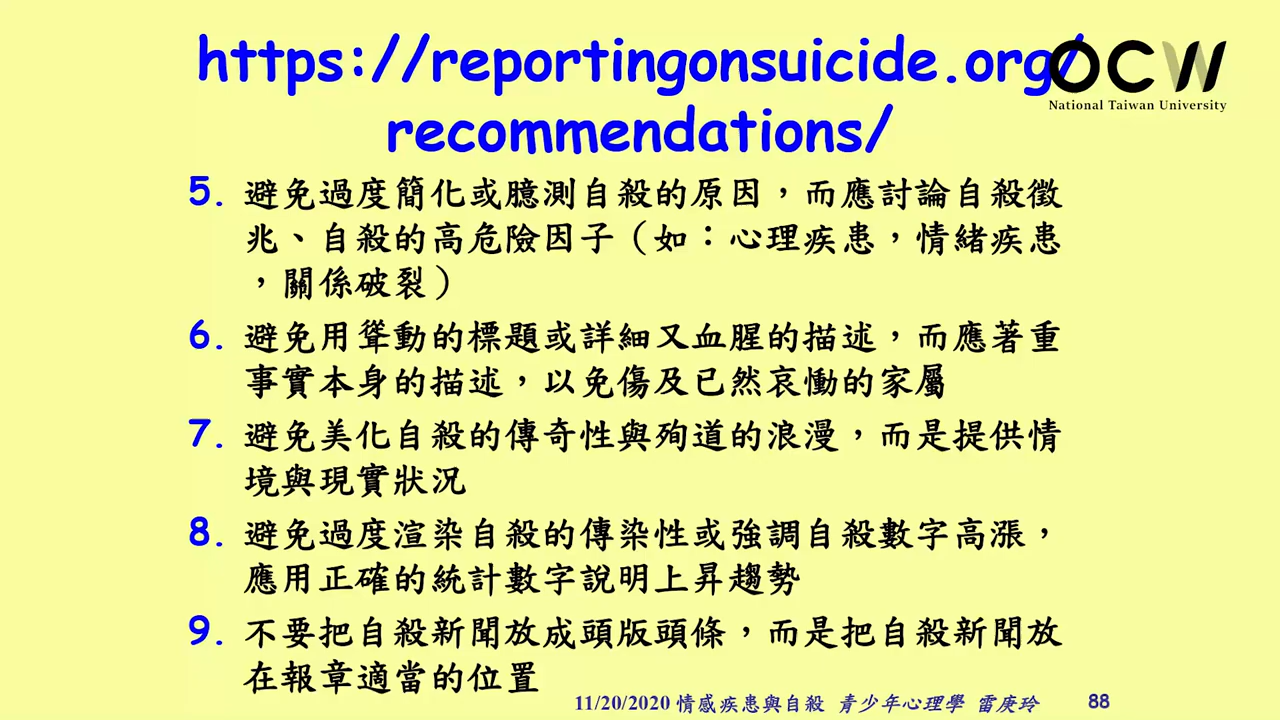 https://reportingonsuicide.org/
recommendations/
OCW
National Taiwan University
5. 避免過度簡化或臆測自殺的原因，而應討論自殺徵
兆、自殺的高危險因子（如：心理疾患，情緒疾患
，關係破裂）
6. 避免用聳動的標題或詳細又血腥的描述，而應著重
事實本身的描述，以免傷及已然哀慟的家屬
7. 避免美化自殺的傳奇性與殉道的浪漫，而是提供情
境與現實狀況
8. 避免過度渲染自殺的傳染性或強調自殺數字高漲，
應用正確的統計數字說明上昇趨勢
9. 不要把自殺新聞放成頭版頭條，而是把自殺新聞放
在報章適當的位置
11/20/2020 情感疾患與自殺 青少年心理學 雷庚玲 88